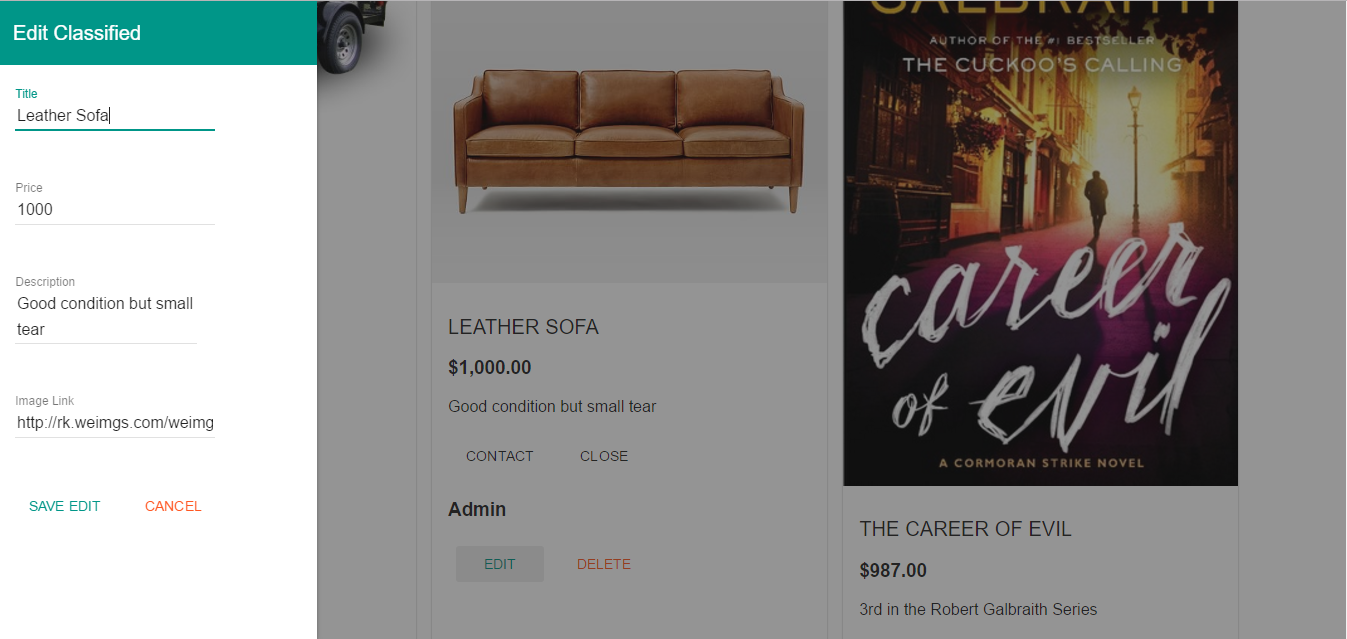 Edit Classified
Title
Leather Sofa
Price
1000
Description
Good condition but small
tear
Image Link
http://rk.weimgs.com/weimg
SAVE EDIT CANCEL
LEATHER SOFA
$1,000.00
Good condition but small tear
CONTACT CLOSE
Admin
EDIT DELETE
GALBRAITH
AUTHOR OF THE #1 BESTSELLER
THE CUCKOO'S CALLING
career
of evil
A CORMORAN STRIKE NOVEL
THE CAREER OF EVIL
$987.00
3rd in the Robert Galbraith Series